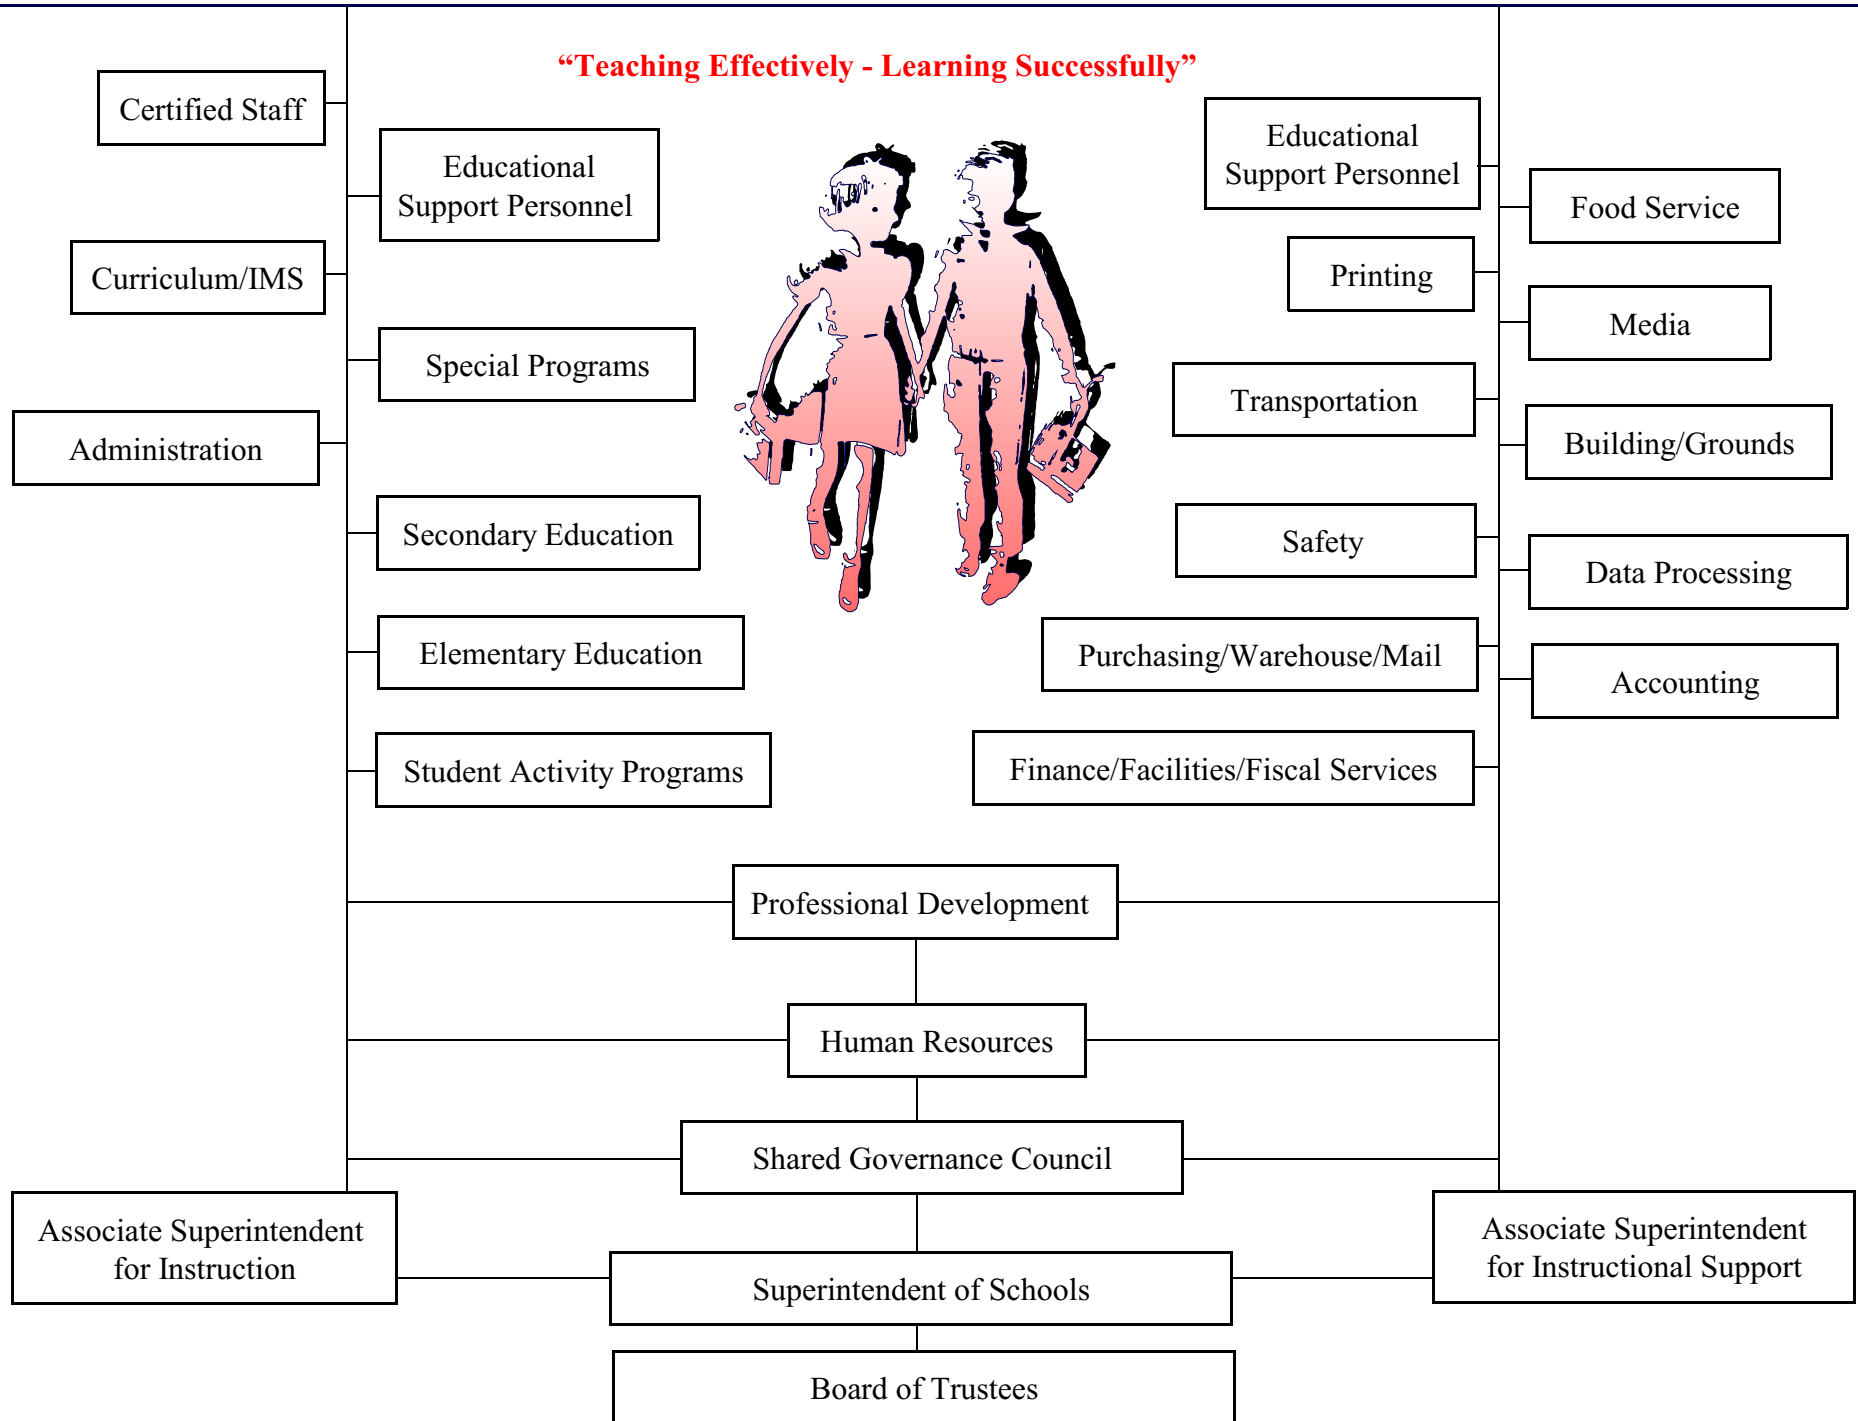 “Teaching Effectively - Learning Successfully”
Certified Staff
Educational
Support Personnel
Curriculum/IMS
Special Programs
Administration
Secondary Education
Elementary Education
Student Activity Programs
Educational
Support Personnel
Food Service
Printing
Media
Transportation
Building/Grounds
Safety
Data Processing
Purchasing/Warehouse/Mail
Accounting
Finance/Facilities/Fiscal Services
Professional Development
Human Resources
Shared Governance Council
Associate Superintendent
for Instruction
Associate Superintendent
for Instructional Support
Superintendent of Schools
Board of Trustees